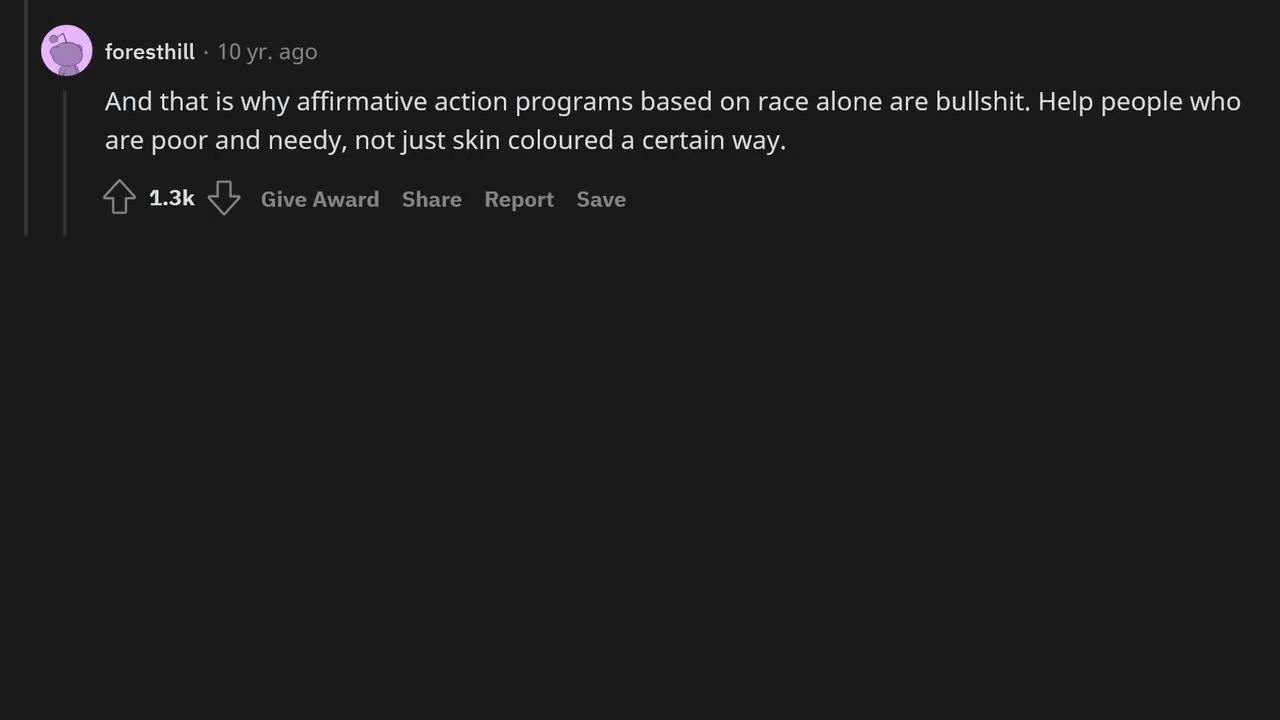 foresthill · 10 yr. ago
And that is why affirmative action programs based on race alone are bullshit. Help people who
are poor and needy, not just skin coloured a certain way.
1.3k Give Award Share Report Save